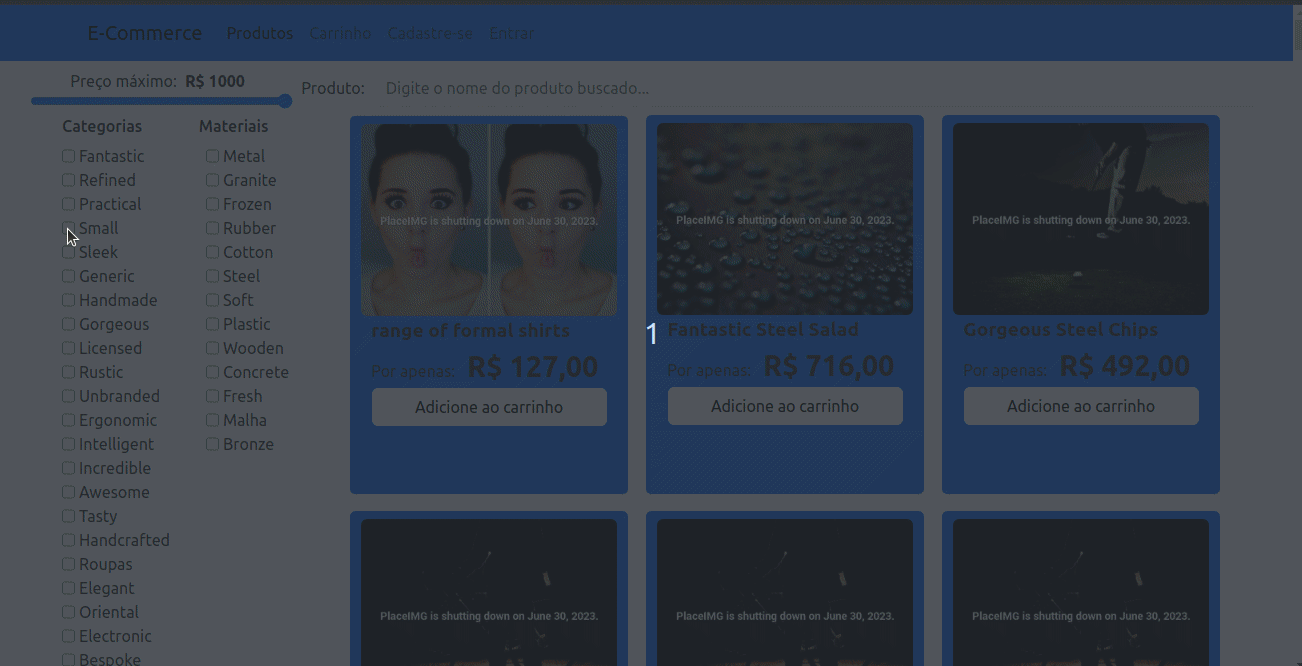 E-Commerce Produtos Carrinho Cadastre-se Entrar
Preço máximo: R$ 1000
Produto: Digite o nome do produto buscado...
Categorias
Fantastic
Refined
Practical
Small
Sleek
Generic
Handmade
Gorgeous
Licensed
Rustic
Unbranded
Ergonomic
Intelligent
Incredible
Awesome
Tasty
Handcrafted
Roupas
Elegant
Oriental
Electronic
Bespoke
Materiais
Metal
Granite
Frozen
Rubber
Cotton
Steel
Soft
Plastic
Wooden
Concrete
Fresh
Malha
Bronze
PlaceIMG is shutting down on June 30, 2023.
range of formal shirts
Por apenas: R$ 127,00
Adicione ao carrinho
PlaceIMG is shutting down on June 30, 2023.
1
Fantastic Steel Salad
Por apenas: R$ 716,00
Adicione ao carrinho
PlaceIMG is shutting down on June 30, 2023.
Gorgeous Steel Chips
Por apenas: R$ 492,00
Adicione ao carrinho
PlaceIMG is shutting down on June 30, 2023.
PlaceIMG is shutting down on June 30, 2023.
PlaceIMG is shutting down on June 30, 2023.